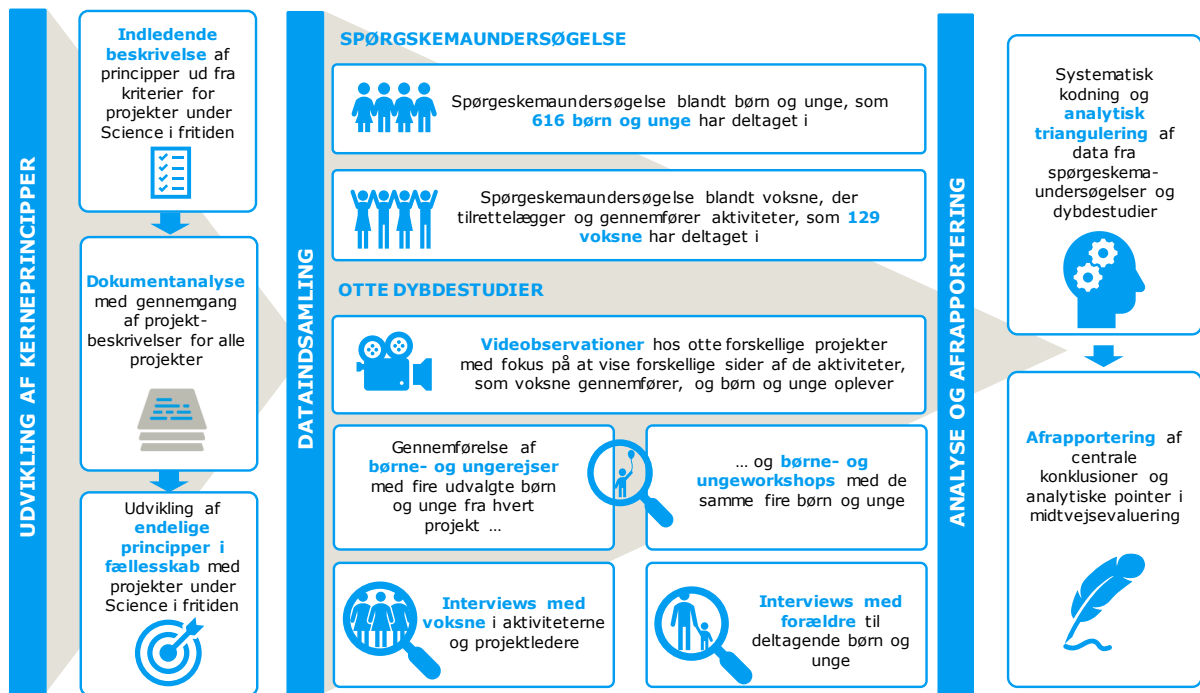 UDVIKLING AF KERNEPRINCIPPER
Indledende
beskrivelse af
principper ud fra
kriterier for
projekter under
Science i fritiden
Dokumentanalyse
med gennemgang
af projekt-
beskrivelser for alle
projekter
Udvikling af
endelige
principper i
fællesskab med
projekter under
Science i fritiden
DATAINDSAMLING
SPØRGSKEMAUNDERSØGELSE
Spørgeskemaundersøgelse blandt børn og unge, som
616 børn og unge har deltaget i
Spørgeskemaundersøgelse blandt voksne, der
tilrettelægger og gennemfører aktiviteter, som 129
voksne har deltaget i
OTTE DYBDESTUDIER
Videobservationer hos otte forskellige projekter
med fokus på at vise forskellige sider af de aktiviteter,
som voksne gennemfører, og børn og unge oplever
Gennemførelse af
børne- og ungerejser
med fire udvalgte børn
og unge fra hvert
projekt ...
... og børne- og
ungeworkshops med de
samme fire børn og unge
Interviews med
voksne i aktiviteterne
og projektledere
Interviews med
forældre til
deltagende børn og
unge
ANALYSE OG AFRAPPORTERING
Systematisk
kodning og
analytisk
triangulering af
data fra
spørgeskema-
undersøgelser og
dybdestudier
Afrapportering af
centrale
konklusioner og
analytiske pointer i
midtvejsevaluering